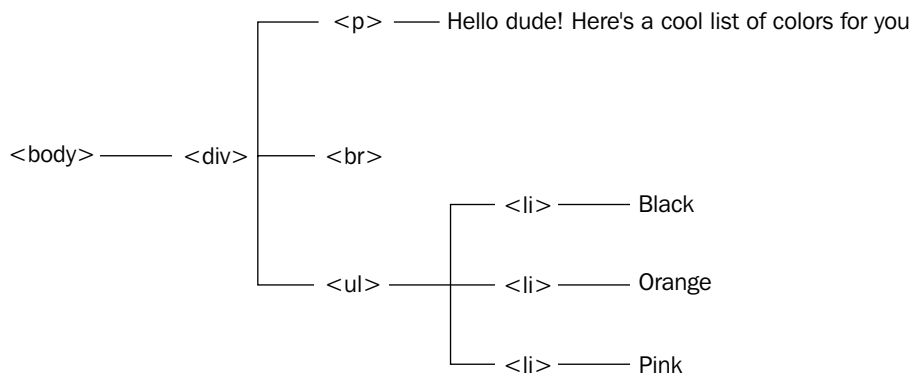 <p> Hello dude! Here's a cool list of colors for you
<body> <div> <br>
<li> Black
<ul> <li> Orange
<li> Pink